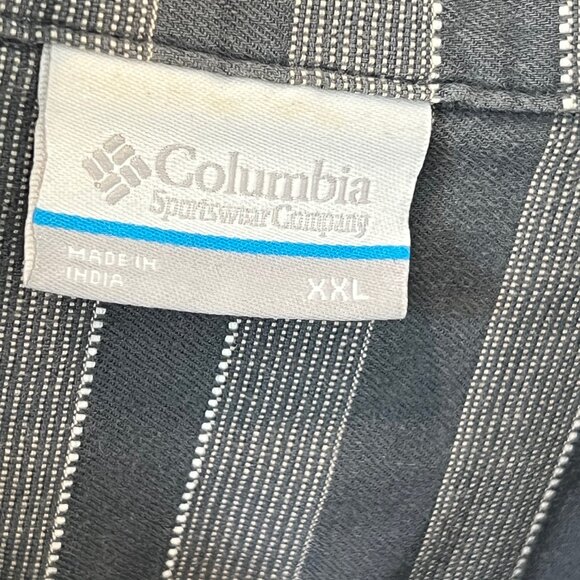 Columbia
Sportswear Company
MADE IN
INDIA
XXL